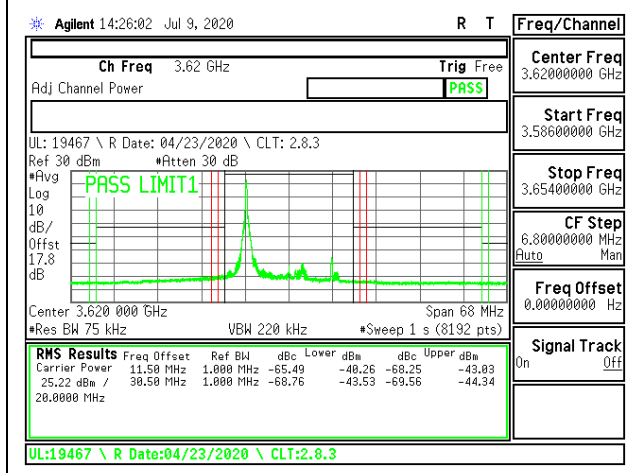 Agilent 14:26:02 Jul 9, 2020 R T
Ch Freq 3.62 GHz Trig Free
Adj Channel Power PASS
UL: 19467 \ R Date: 04/23/2020 \ CLT: 2.8.3
Ref 30 dBm #Atten 30 dB
#Avg
Log
10
dB/
Offst
17.8
dB
PASS LIMIT1
Center 3.620 000 GHz Span 68 MHz
#Res BW 75 kHz VBW 220 kHz #Sweep 1 s (8192 pts)
RMS Results Freq Offset Ref BW dBc Lower dBm dBc Upper dBm
Carrier Power 11.50 MHz 1.000 MHz -65.49 -40.26 -68.25 -43.03
25.22 dBm / 30.50 MHz 1.000 MHz -68.76 -43.53 -69.56 -44.34
20.0000 MHz
UL:19467 \ R Date:04/23/2020 \ CLT:2.8.3
Freq/Channel
Center Freq
3.62000000 GHz
Start Freq
3.58600000 GHz
Stop Freq
3.65400000 GHz
CF Step
6.80000000 MHz
Auto Man
Freq Offset
0.00000000 Hz
Signal Track
On Off